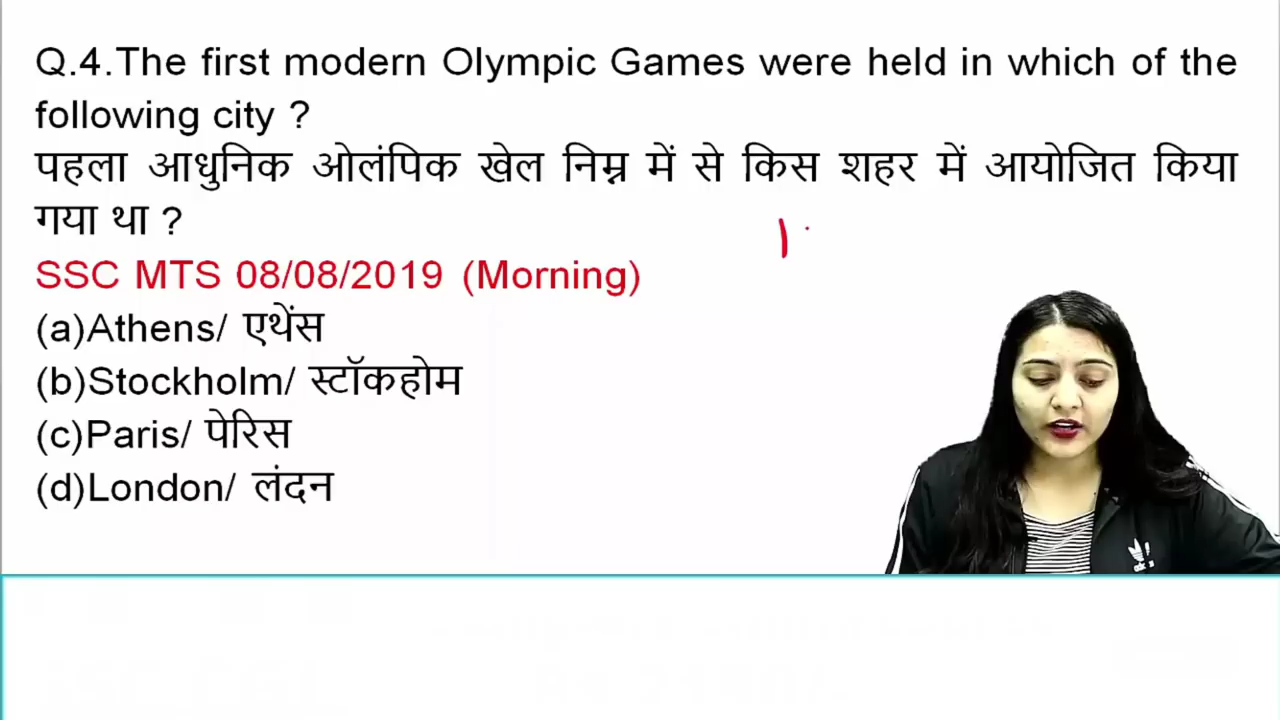 Q.4.The first modern Olympic Games were held in which of the
following city ?
पहला आधुनिक ओलंपिक खेल निम्न में से किस शहर में आयोजित किया
गया था ?
SSC MTS 08/08/2019 (Morning)
(a)Athens/ एथेंस
(b)Stockholm/ स्टॉकहोम
(c)Paris/ पेरिस
(d)London/ लंदन